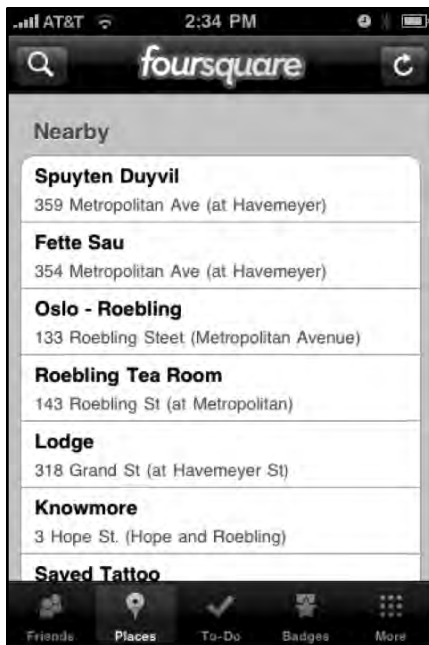 AT&T 2:34 PM
foursquare
Nearby
Spuyten Duyvil
359 Metropolitan Ave (at Havemeyer)
Fette Sau
354 Metropolitan Ave (at Havemeyer)
Oslo - Roebling
133 Roebling Steet (Metropolitan Avenue)
Roebling Tea Room
143 Roebling St (at Metropolitan)
Lodge
318 Grand St (at Havemeyer St)
Knowmore
3 Hope St. (Hope and Roebling)
Saved Tattoo
Friends Places To-Do Badges More